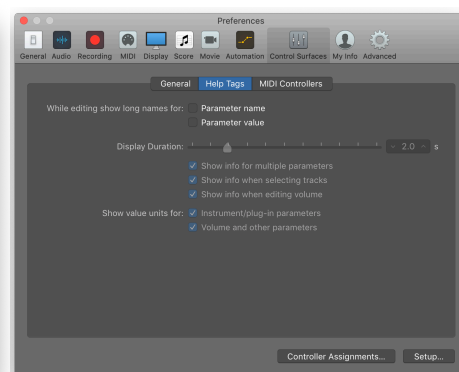 Preferences
General Audio Recording MIDI Display Score Movie Automation Control Surfaces My Info Advanced
General Help Tags MIDI Controllers
While editing show long names for: Parameter name
Parameter value
Display Duration: 2.0 s
Show info for multiple parameters
Show info when selecting tracks
Show info when editing volume
Show value units for: Instrument/plug-in parameters
Volume and other parameters
Controller Assignments... Setup...